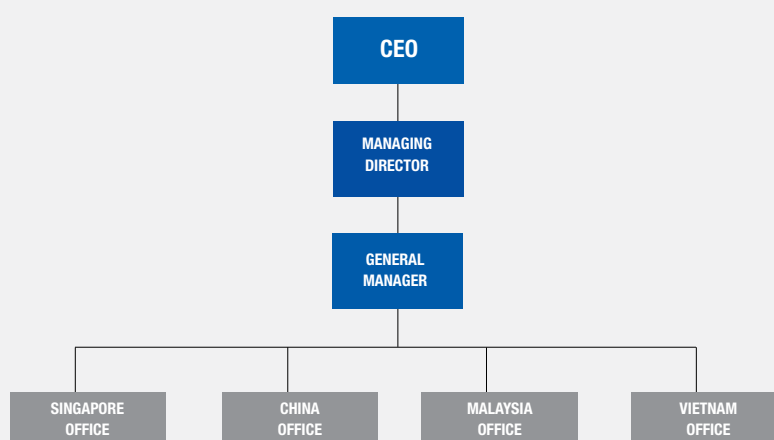 CEO
MANAGING
DIRECTOR
GENERAL
MANAGER
SINGAPORE
OFFICE
CHINA
OFFICE
MALAYSIA
OFFICE
VIETNAM
OFFICE